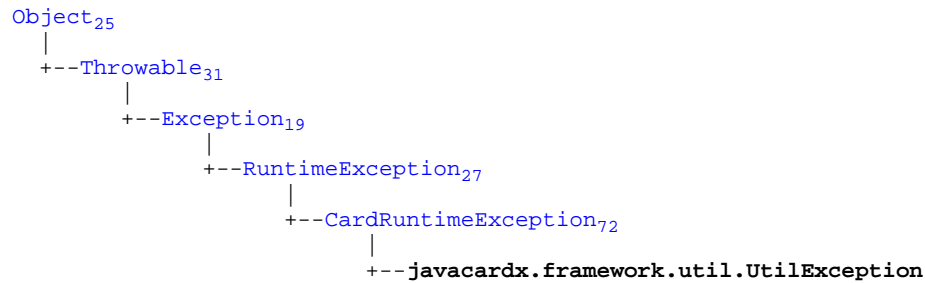 Object25
|
+--Throwable31
|
+--Exception19
|
+--RuntimeException27
|
+--CardRuntimeException72
|
+--javacardx.framework.util.UtilException